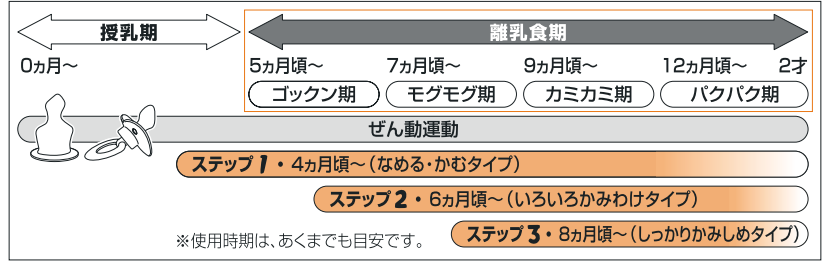 授乳期
離乳食期
0ヵ月～
5ヵ月頃～
7ヵ月頃～
9ヵ月頃～
12ヵ月頃～
2才
ゴックン期
モグモグ期
カミカミ期
パクパク期
ぜん動運動
ステップ1・4ヵ月頃～(なめる・かむタイプ)
ステップ2・6ヵ月頃～(いろいろかみわけタイプ)
ステップ3・8ヵ月頃～(しっかりかみしめタイプ)
※使用時期は、あくまでも目安です。